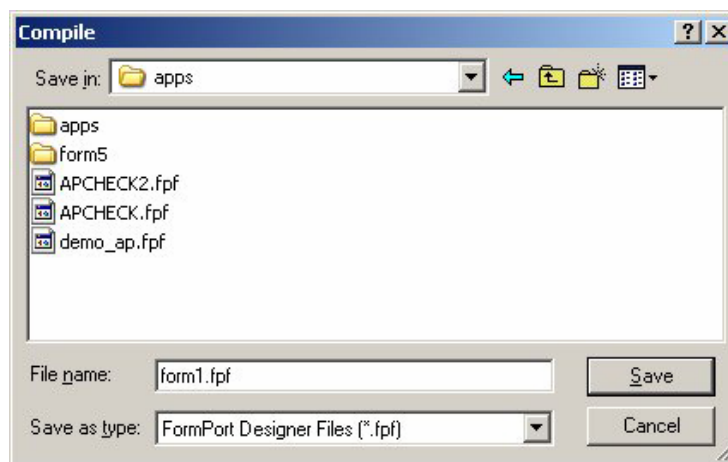 Compile
Save in: apps
apps
form5
APCHECK2.fpf
APCHECK.fpf
demo_ap.fpf
File name: form1.fpf Save
Save as type: FormPort Designer Files (*.fpf) Cancel